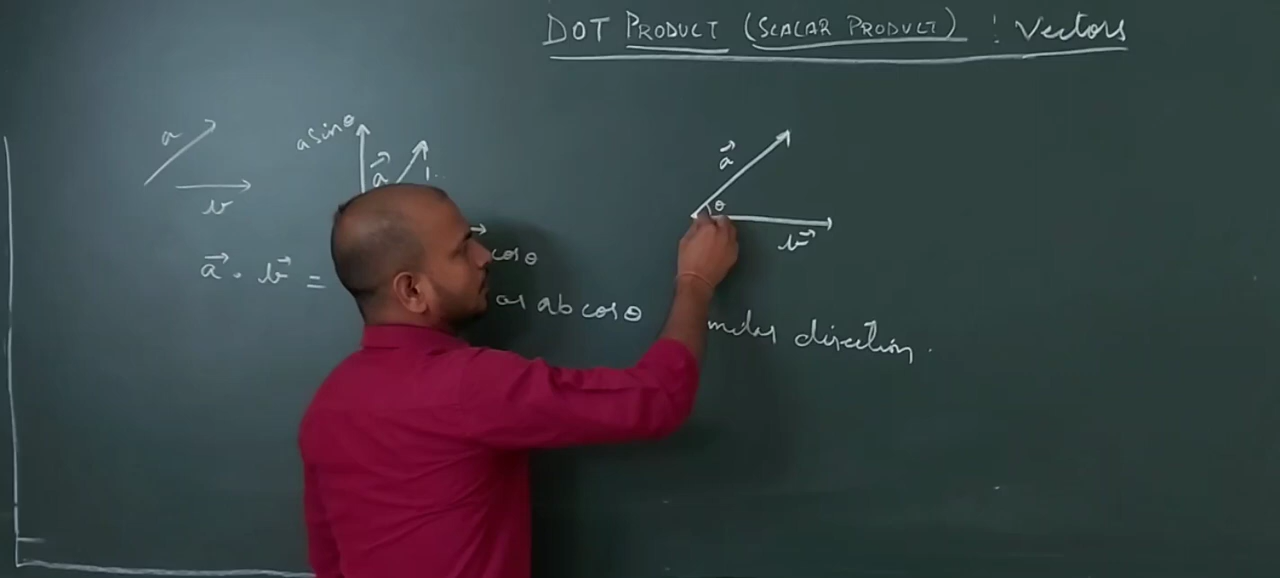 DOT PRODUCT (SCALAR PRODUCT) : Vectors
a
b
a sinθ
a⃗
a⃗
θ
b⃗
a⃗ . b⃗ =
cosθ
or ab cosθ
direction.